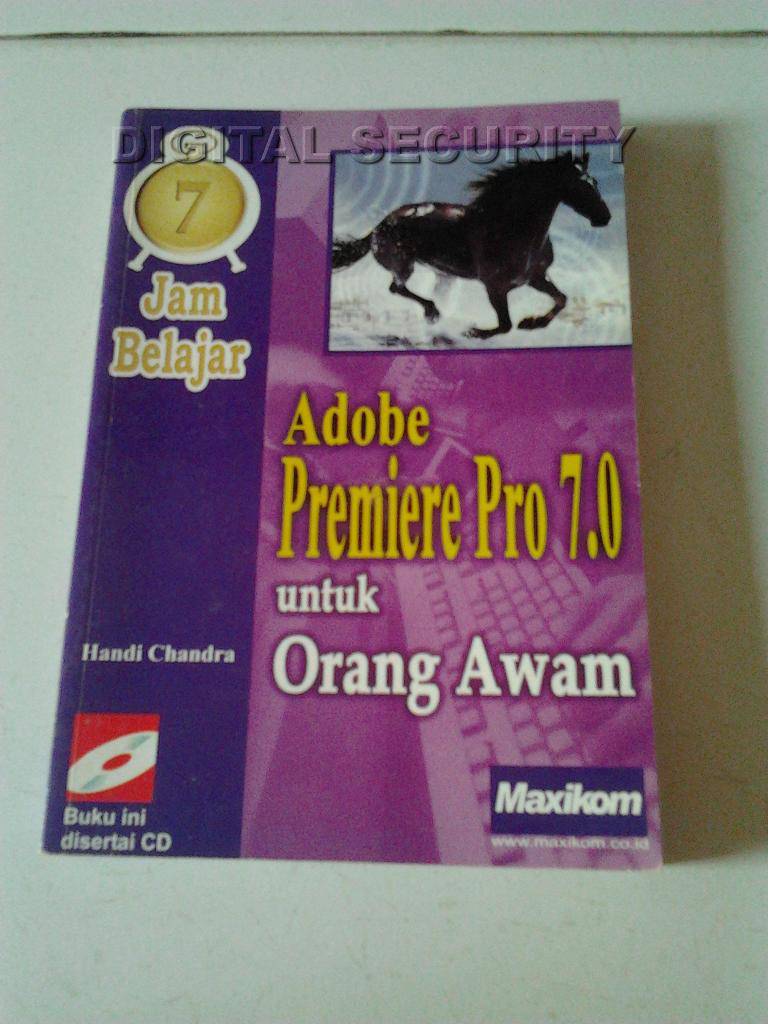 DIGITAL SECURITY
7
Jam
Belajar
Adobe
Premiere Pro 7.0
untuk
Orang Awam
Handi Chandra
Buku ini
disertai CD
Maxikom
www.maxikom.co.id